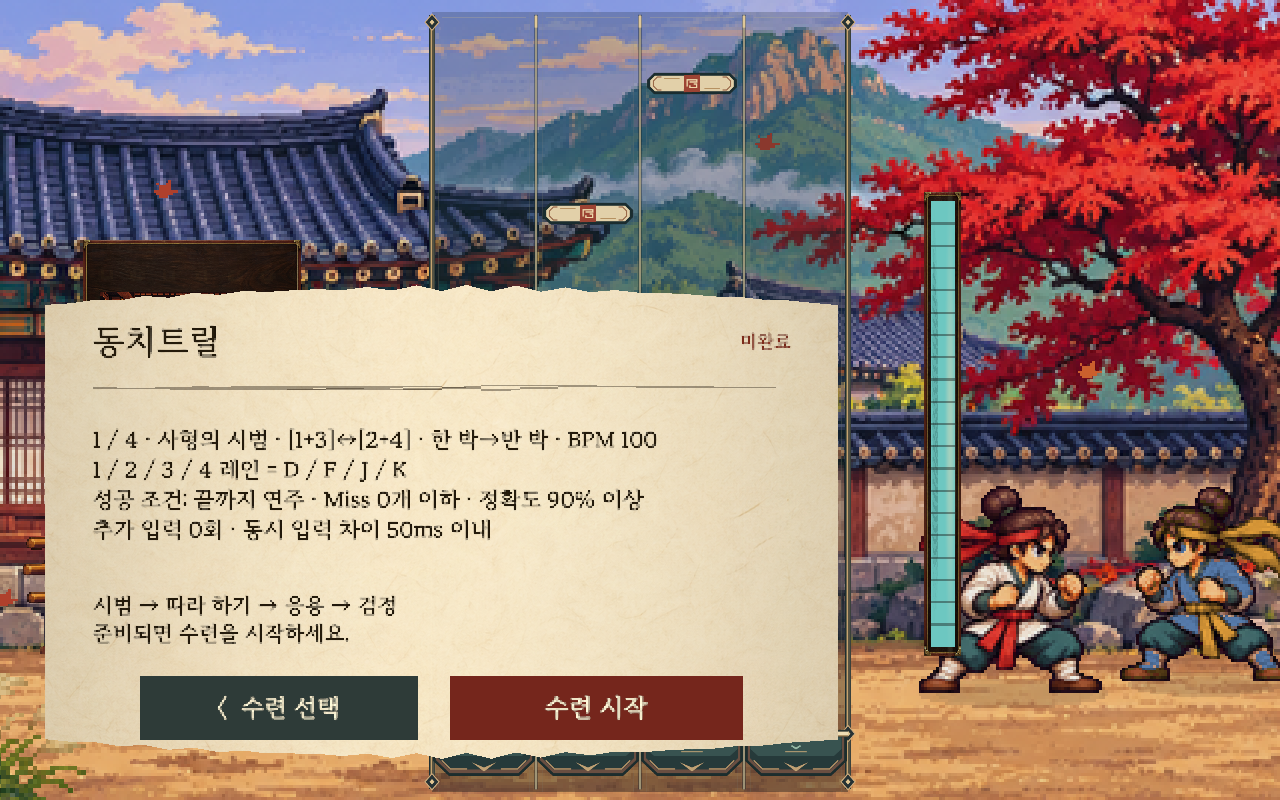 동치트릴
미완료
1 / 4 · 사형의 시범 · [1+3]↔[2+4] · 한 박→반 박 · BPM 100
1 / 2 / 3 / 4 레인 = D / F / J / K
성공 조건: 끝까지 연주 · Miss 0개 이하 · 정확도 90% 이상
추가 입력 0회 · 동시 입력 차이 50ms 이내
시범 → 따라 하기 → 응용 → 검정
준비되면 수련을 시작하세요.
〈 수련 선택
수련 시작